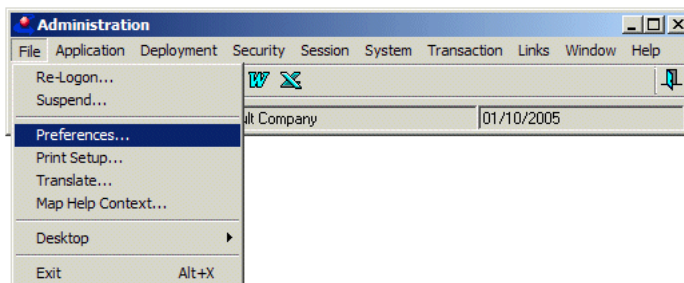 Administration
File Application Deployment Security Session System Transaction Links Window Help
Re-Logon...
Suspend...
ult Company 01/10/2005
Preferences...
Print Setup...
Translate...
Map Help Context...
Desktop
Exit Alt+X